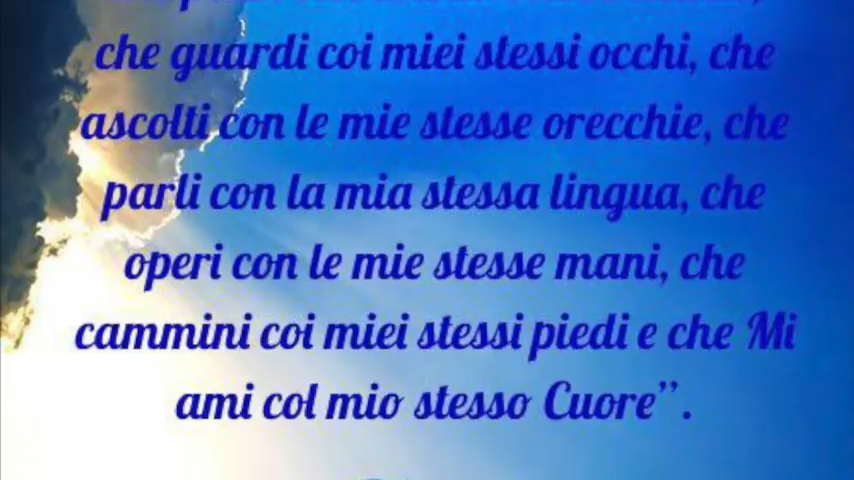 che guardi coi miei stessi occhi, che
ascolti con le mie stesse orecchie, che
parli con la mia stessa lingua, che
operi con le mie stesse mani, che
cammini coi miei stessi piedi e che Mi
ami col mio stesso Cuore”.